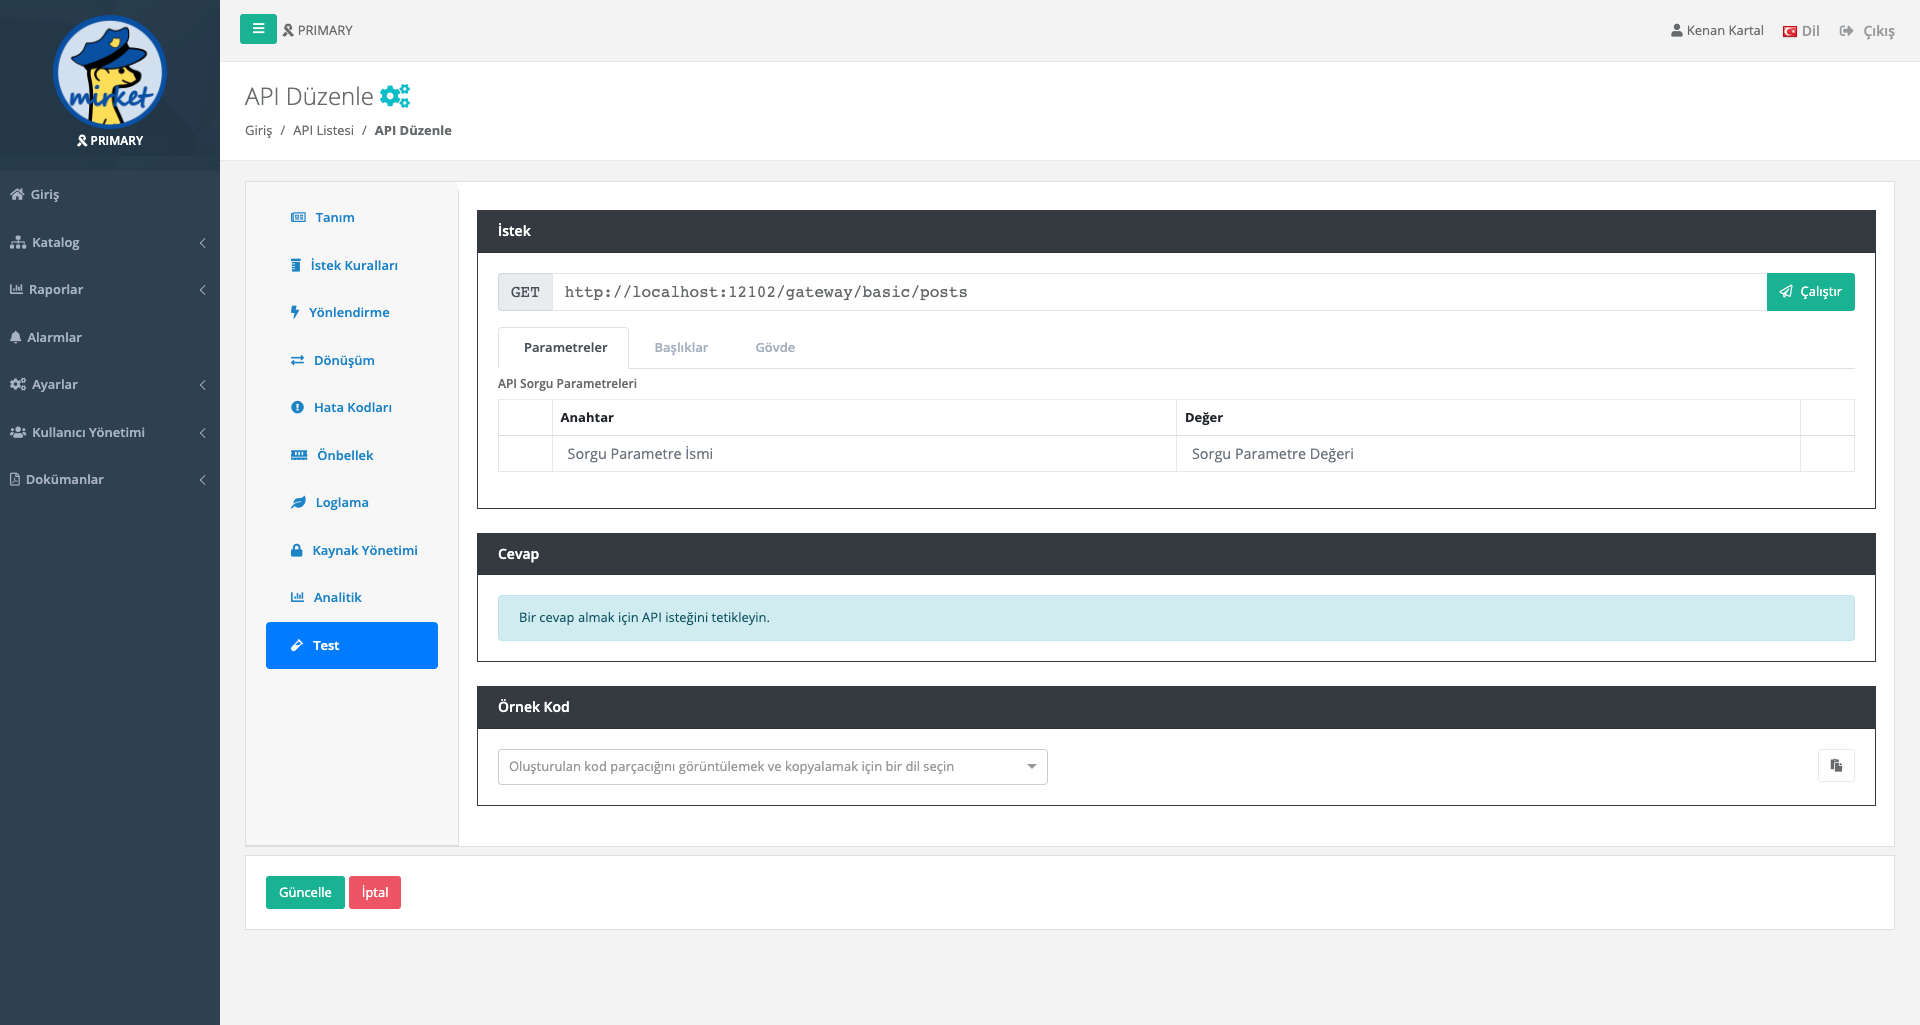 mirket
PRIMARY
Giriş
Katalog
Raporlar
Alarmlar
Ayarlar
Kullanıcı Yönetimi
Dokümanlar
PRIMARY
Kenan Kartal
Dil
Çıkış
API Düzenle
Giriş / API Listesi / API Düzenle
Tanım
İstek Kuralları
Yönlendirme
Dönüşüm
Hata Kodları
Önbellek
Loglama
Kaynak Yönetimi
Analitik
Test
İstek
GET http://localhost:12102/gateway/basic/posts Çalıştır
Parametreler Başlıklar Gövde
API Sorgu Parametreleri
Anahtar Değer
Sorgu Parametre İsmi Sorgu Parametre Değeri
Cevap
Bir cevap almak için API isteğini tetikleyin.
Örnek Kod
Oluşturulan kod parçacığını görüntülemek ve kopyalamak için bir dil seçin
Güncelle İptal